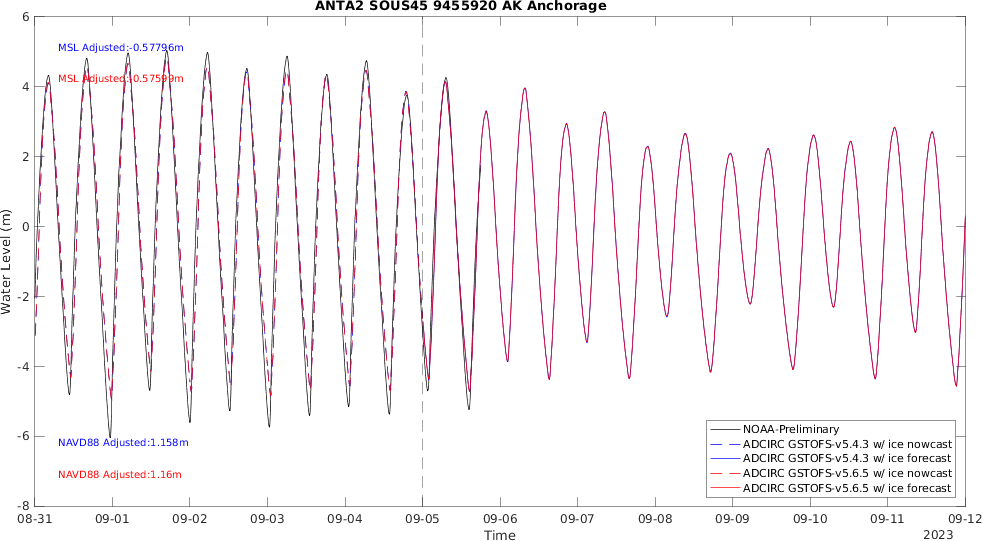 ANTA2 SOUS45 9455920 AK Anchorage
6
MSL Adjusted:-0.57796m
MSL Adjusted:-0.57599m
4
2
0
Water Level (m)
-2
-4
-6
NAVD88 Adjusted:1.158m
NAVD88 Adjusted:1.16m
-8
NOAA-Preliminary
ADCIRC GSTOFS-v5.4.3 w/ ice nowcast
ADCIRC GSTOFS-v5.4.3 w/ ice forecast
ADCIRC GSTOFS-v5.6.5 w/ ice nowcast
ADCIRC GSTOFS-v5.6.5 w/ ice forecast
08-31 09-01 09-02 09-03 09-04 09-05 09-06 09-07 09-08 09-09 09-10 09-11 09-12
Time
2023